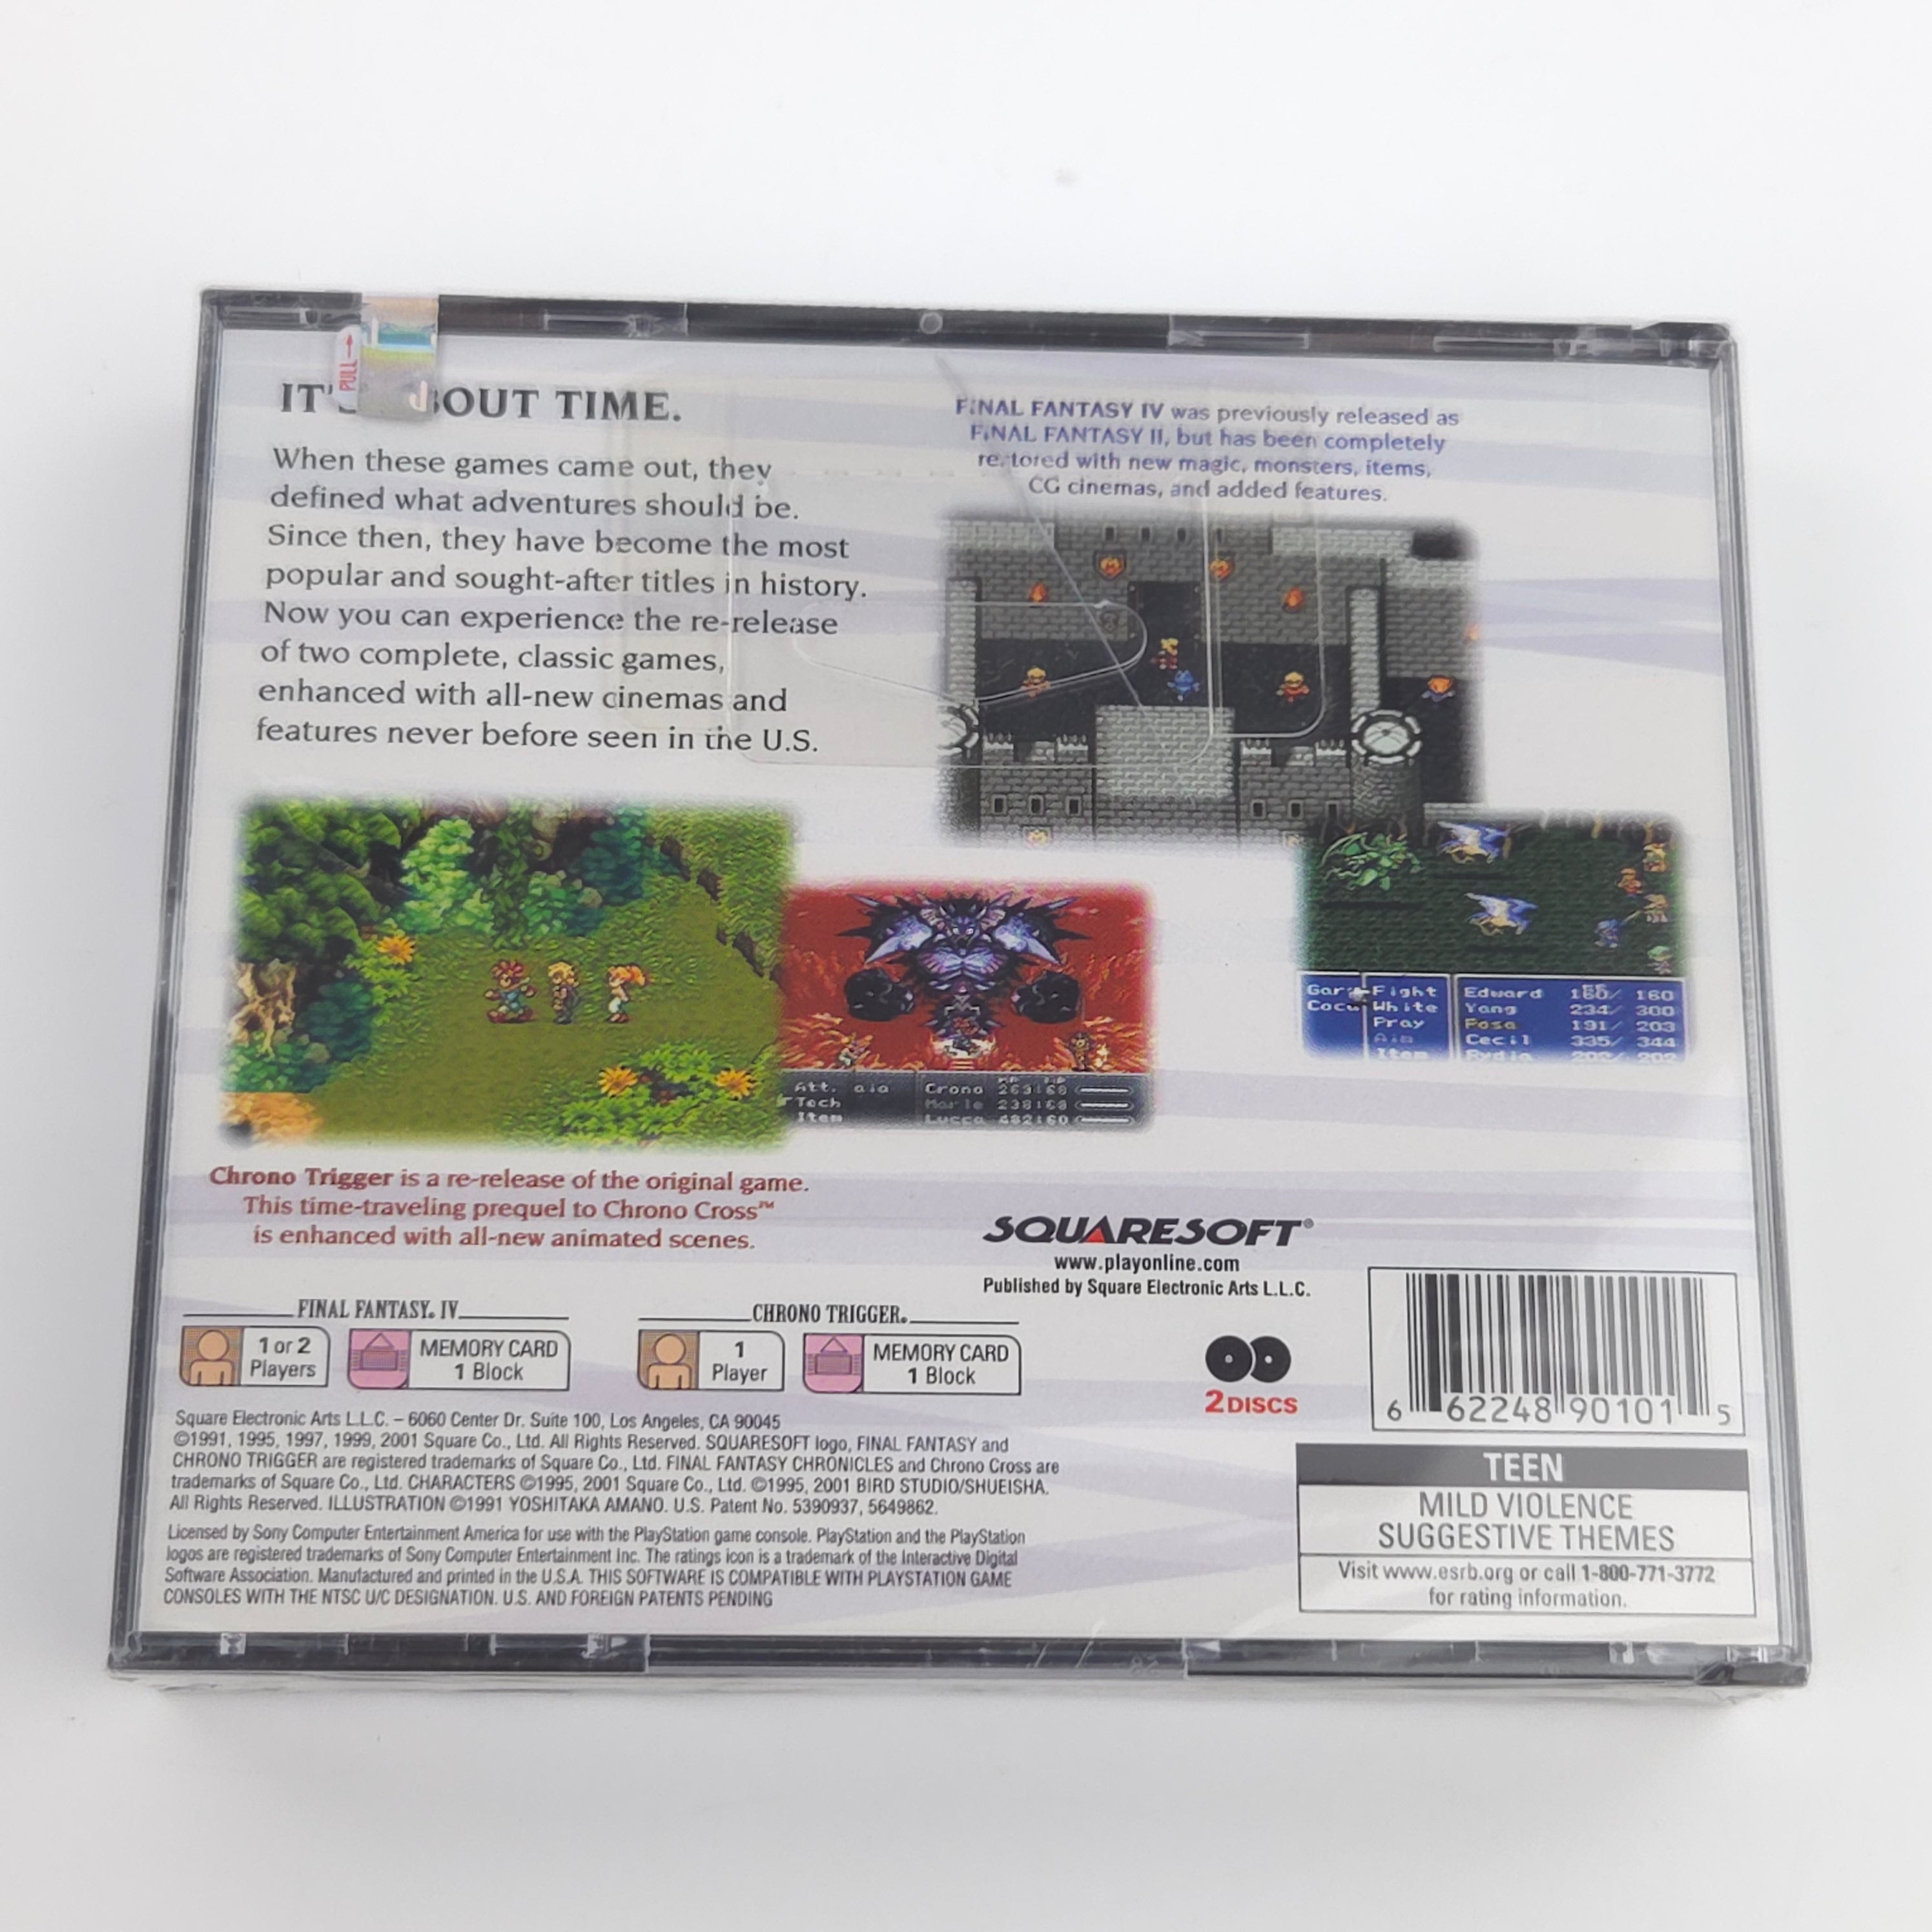 PULL
IT'S ABOUT TIME.
When these games came out, they
defined what adventures should be.
Since then, they have become the most
popular and sought-after titles in history.
Now you can experience the re-release
of two complete, classic games,
enhanced with all-new cinemas and
features never before seen in the U.S.
FINAL FANTASY IV was previously released as
FINAL FANTASY II, but has been completely
restored with new magic, monsters, items,
CG cinemas, and added features.
Fight
White
Pray
Item
Edward 160/ 160
Yang 234/ 300
Rosa 191/ 203
Cecil 335/ 344
Rydia 202/ 202
Att.
Tech
Item
Crono 263:60
Marle 238:68
Lucca 482:60
Chrono Trigger is a re-release of the original game.
This time-traveling prequel to Chrono Cross™
is enhanced with all-new animated scenes.
SQUARESOFT®
www.playonline.com
Published by Square Electronic Arts L.L.C.
FINAL FANTASY® IV
1 or 2
Players
MEMORY CARD
1 Block
CHRONO TRIGGER®
1
Player
MEMORY CARD
1 Block
2 DISCS
6 62248 90101 5
Square Electronic Arts L.L.C. – 6060 Center Dr. Suite 100, Los Angeles, CA 90045
©1991, 1995, 1997, 1999, 2001 Square Co., Ltd. All Rights Reserved. SQUARESOFT logo, FINAL FANTASY and
CHRONO TRIGGER are registered trademarks of Square Co., Ltd. FINAL FANTASY CHRONICLES and Chrono Cross are
trademarks of Square Co., Ltd. CHARACTERS ©1995, 2001 Square Co., Ltd. ©1995, 2001 BIRD STUDIO/SHUEISHA.
All Rights Reserved. ILLUSTRATION ©1991 YOSHITAKA AMANO. U.S. Patent No. 5390937, 5649862.
Licensed by Sony Computer Entertainment America for use with the PlayStation game console. PlayStation and the PlayStation
logos are registered trademarks of Sony Computer Entertainment Inc. The ratings icon is a trademark of the Interactive Digital
Software Association. Manufactured and printed in the U.S.A. THIS SOFTWARE IS COMPATIBLE WITH PLAYSTATION GAME
CONSOLES WITH THE NTSC U/C DESIGNATION. U.S. AND FOREIGN PATENTS PENDING
TEEN
MILD VIOLENCE
SUGGESTIVE THEMES
Visit www.esrb.org or call 1-800-771-3772
for rating information.